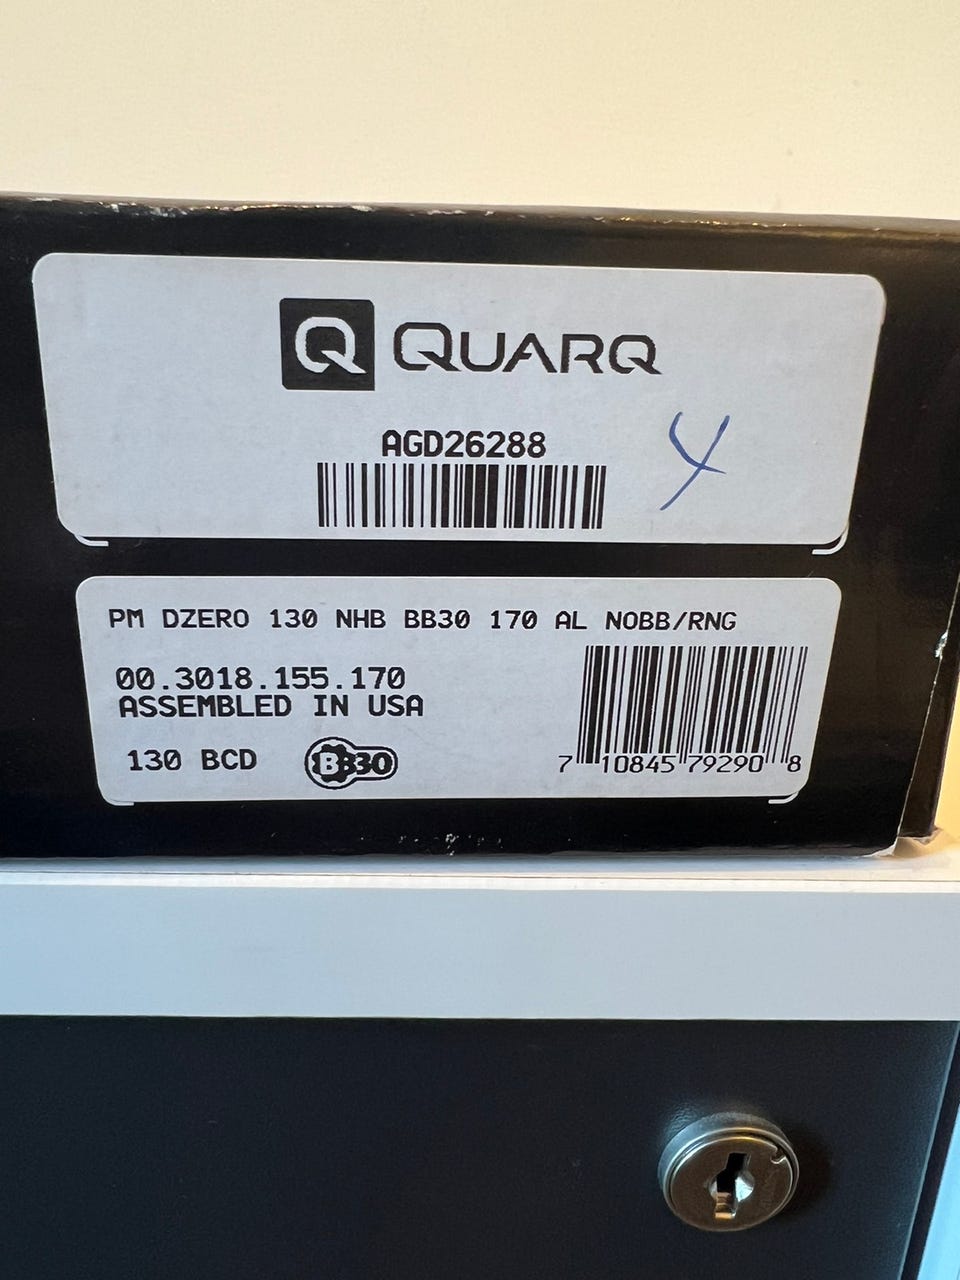 Q QUARQ
AGD26288
Y
PM DZERO 130 NHB BB30 170 AL NOBB/RNG
00.3018.155.170
ASSEMBLED IN USA
130 BCD BB30
7 10845 79290 8